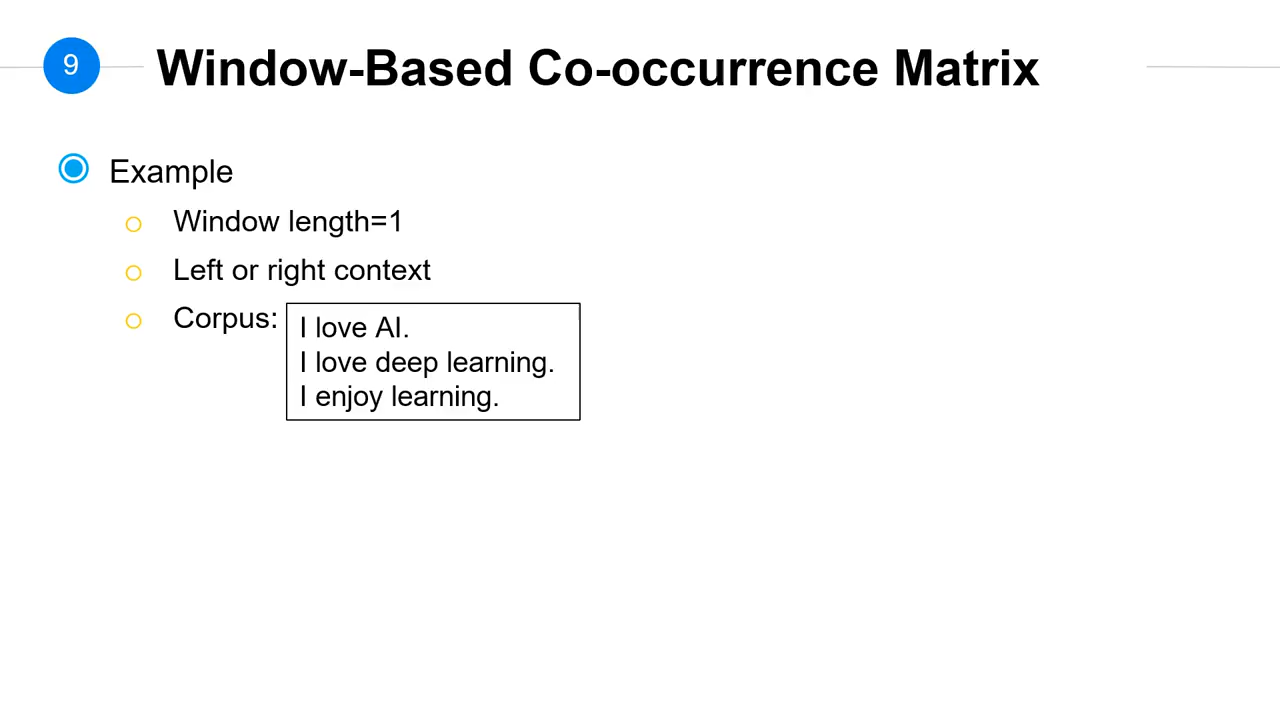 9
Window-Based Co-occurrence Matrix
Example
Window length=1
Left or right context
Corpus:
I love AI.
I love deep learning.
I enjoy learning.